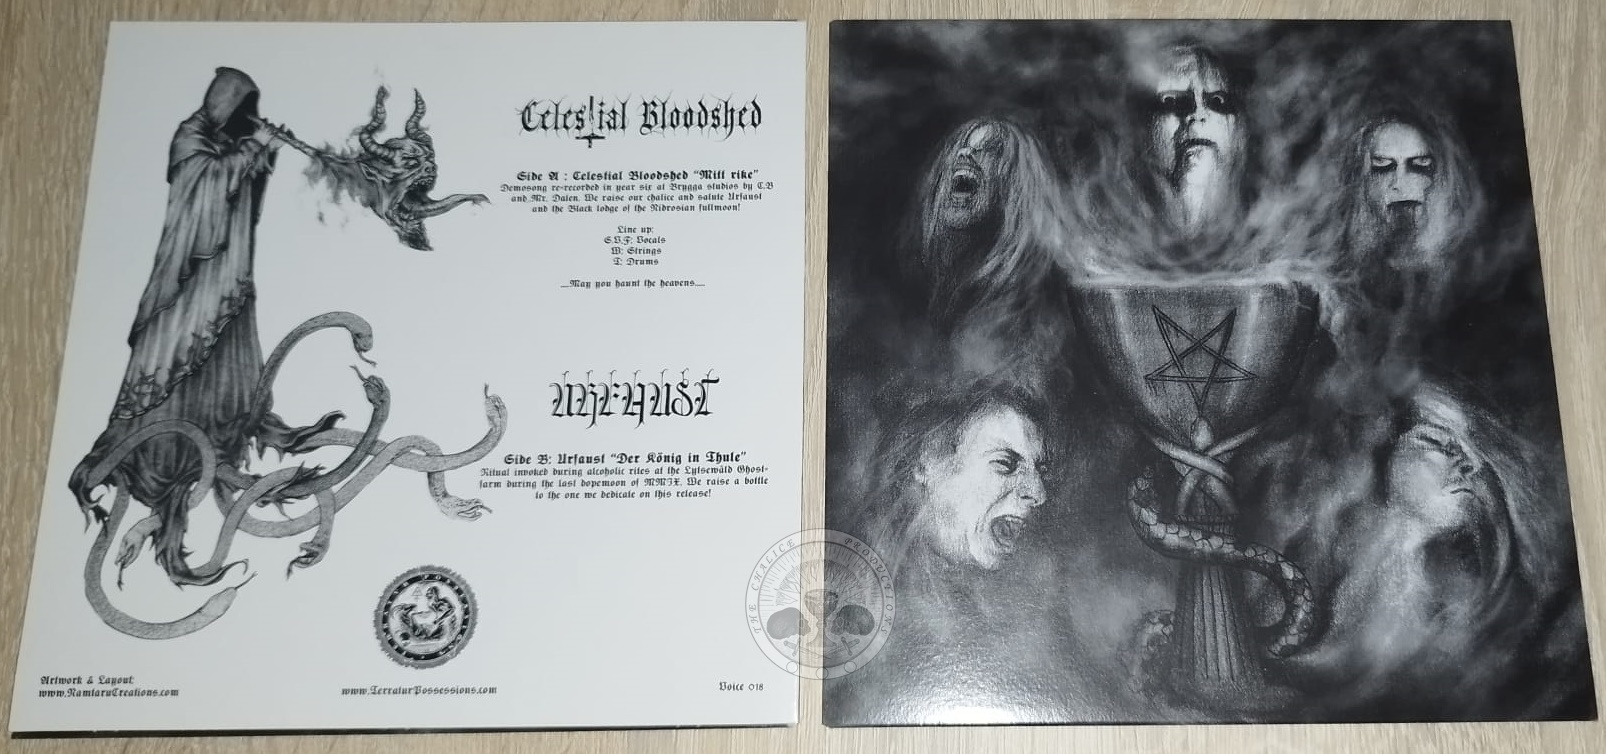 Celestial Bloodshed
Side A : Celestial Bloodshed "Mitt rike"
Demosong re-recorded in year six at Brygga studios by C.B
and Mr. Dalen. We raise our chalice and salute Urfaust
and the Black lodge of the Nidrosian fullmoon!
Line up:
S.V.F: Vocals
W: Strings
T: Drums
....May you haunt the heavens....
URFAUST
Side B: Urfaust "Der König in Thule"
Ritual invoked during alcoholic rites at the Lytsewâld Ghost-
farm during the last dopemoon of MMIX. We raise a bottle
to the one we dedicate on this release!
Artwork & Layout:
www.NamtaruCreations.com
www.TerraturPossessions.com
Voice 018
THE CHALICE PRODUCTIONS